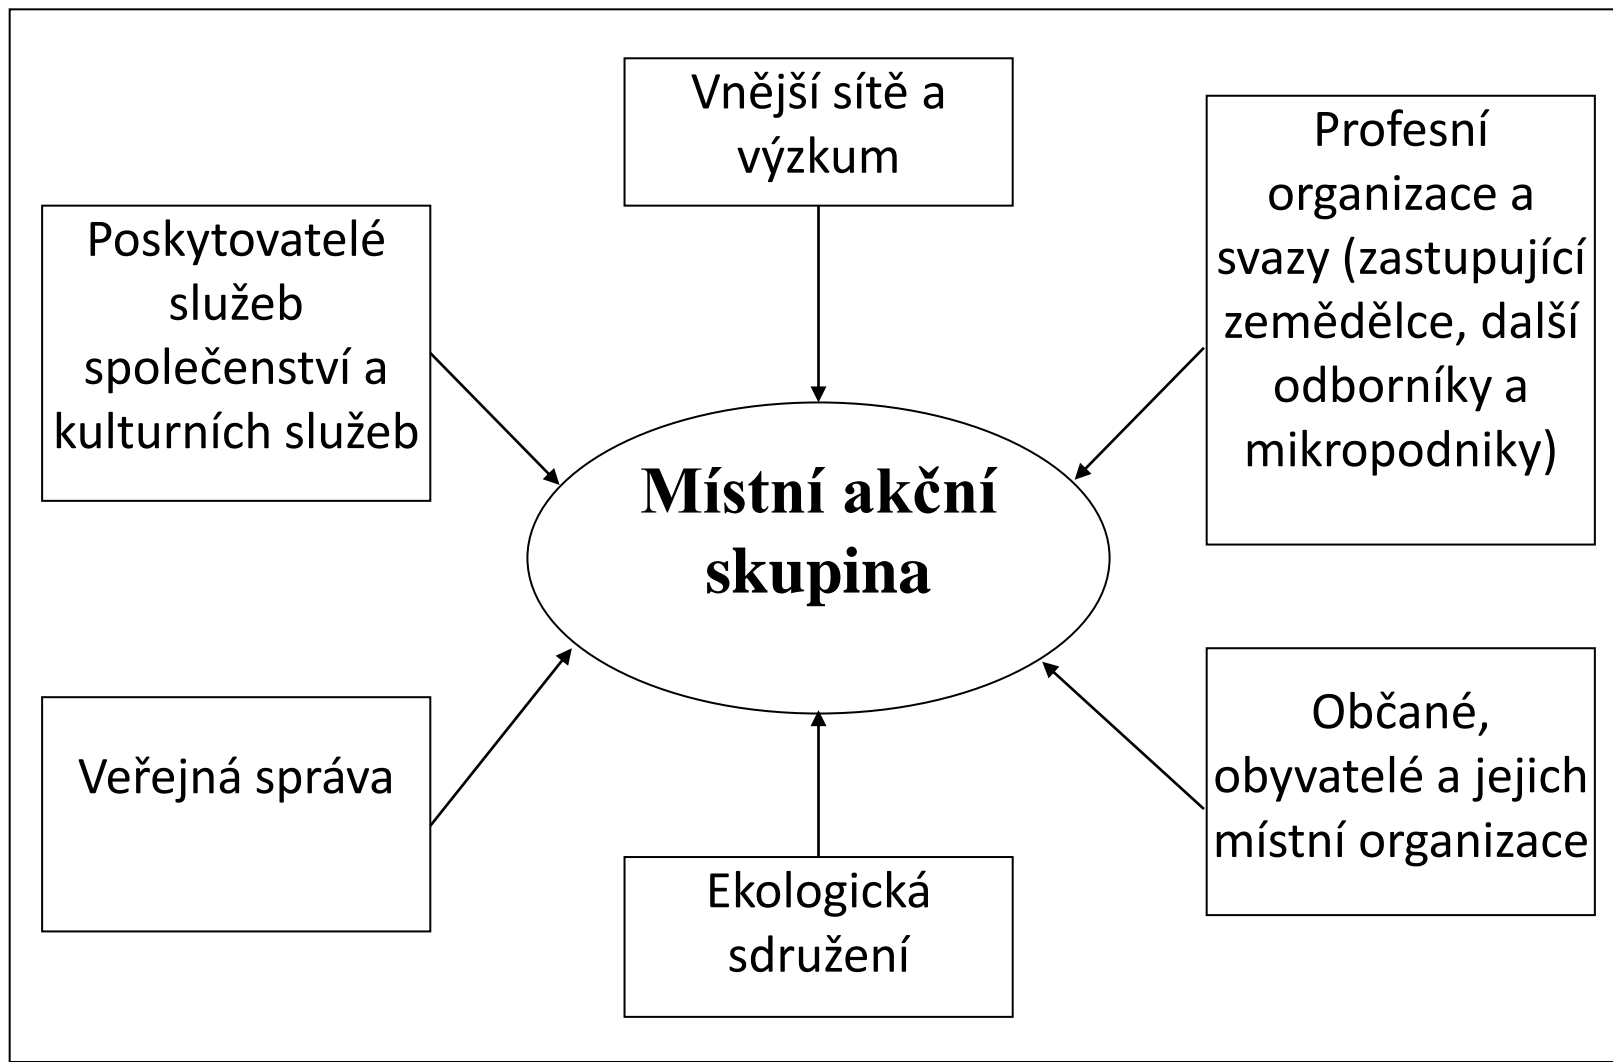 Vnější sítě a
výzkum
Profesní
organizace a
svazy (zastupující
zemědělce, další
odborníky a
mikropodniky)
Poskytovatelé
služeb
společenství a
kulturních služeb
Místní akční
skupina
Veřejná správa
Občané,
obyvatelé a jejich
místní organizace
Ekologická
sdružení